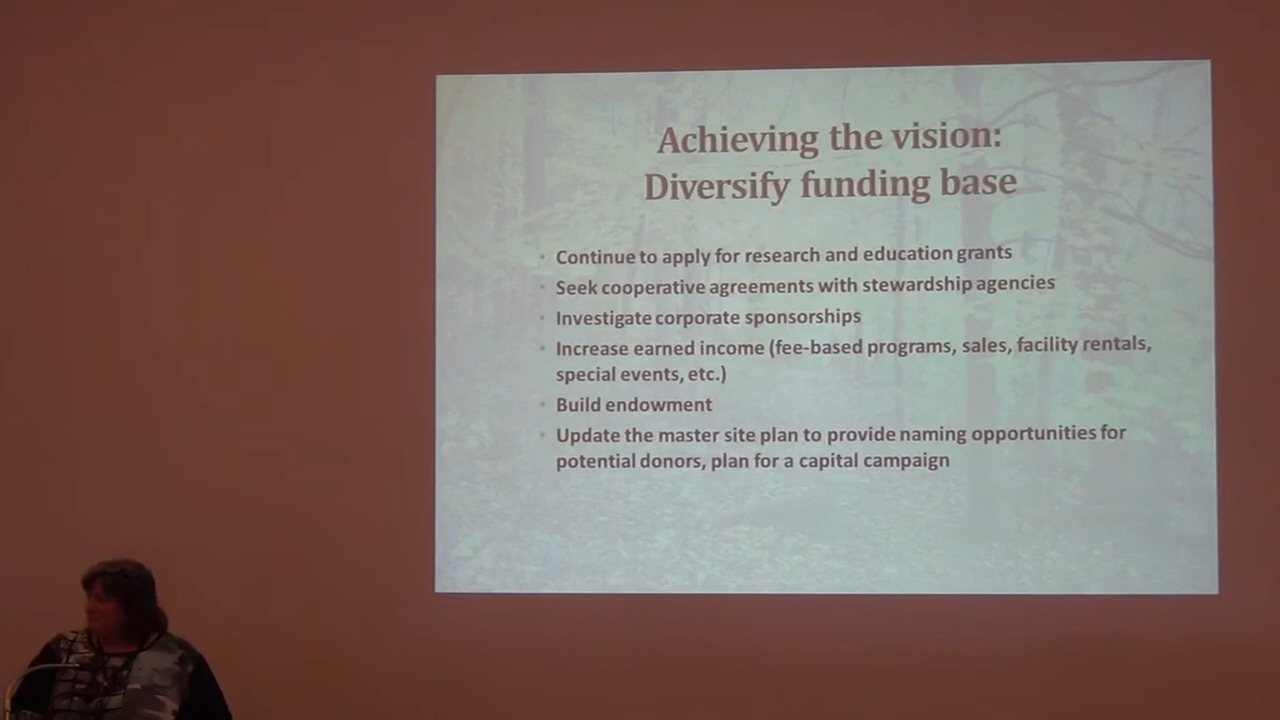 Achieving the vision:
Diversify funding base
• Continue to apply for research and education grants
• Seek cooperative agreements with stewardship agencies
• Investigate corporate sponsorships
• Increase earned income (fee-based programs, sales, facility rentals,
special events, etc.)
• Build endowment
• Update the master site plan to provide naming opportunities for
potential donors, plan for a capital campaign